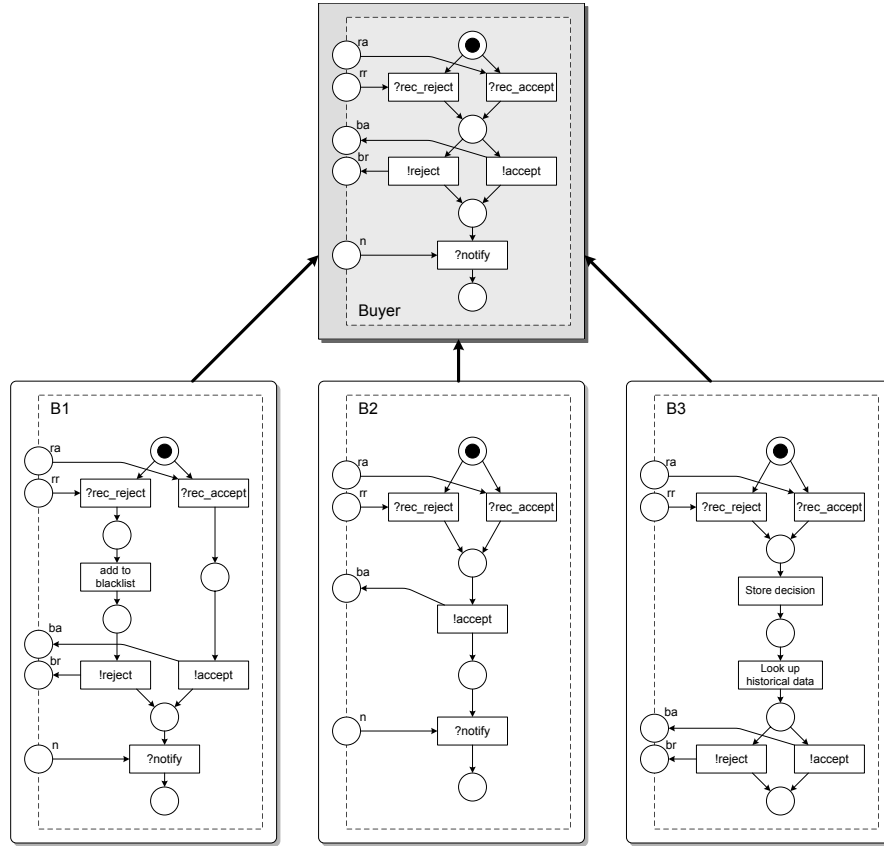 ra
rr
?rec_reject
?rec_accept
ba
br
!reject
!accept
n
?notify
Buyer
B1
ra
rr
?rec_reject
?rec_accept
add to
blacklist
ba
br
!reject
!accept
n
?notify
B2
ra
rr
?rec_reject
?rec_accept
ba
!accept
n
?notify
B3
ra
rr
?rec_reject
?rec_accept
Store decision
Look up
historical data
ba
br
!reject
!accept